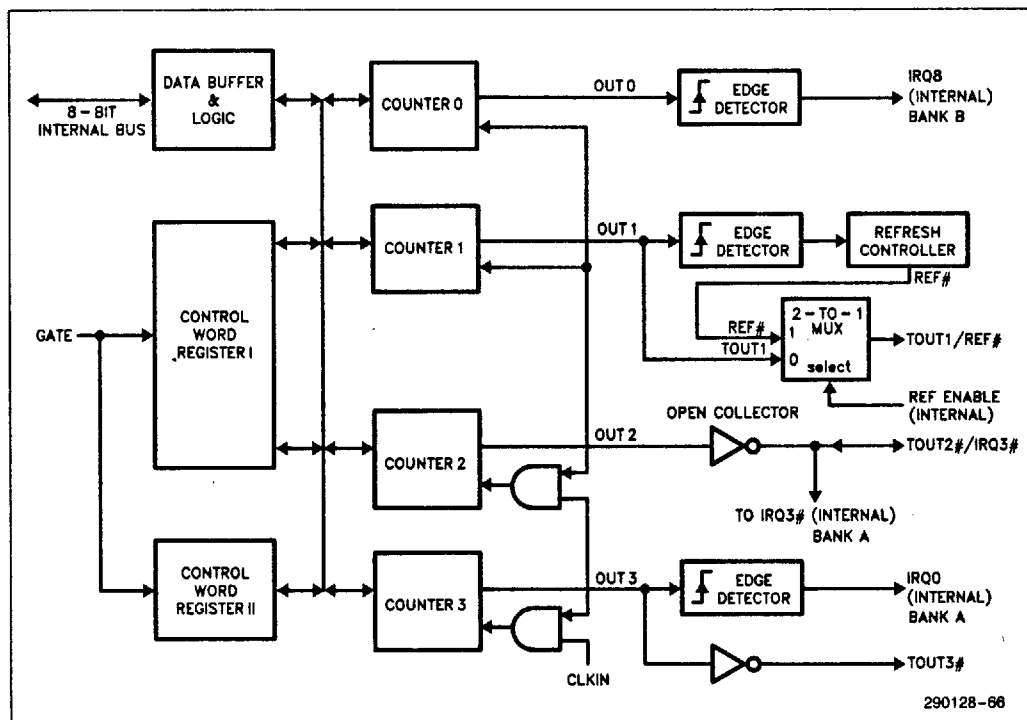 DATA BUFFER
&
LOGIC
8-BIT
INTERNAL BUS
COUNTER 0
OUT 0
EDGE
DETECTOR
IRQ8
(INTERNAL)
BANK B
CONTROL
WORD
REGISTER I
GATE
COUNTER 1
OUT 1
EDGE
DETECTOR
REFRESH
CONTROLLER
REF#
REF#
TOUT1
2-TO-1
MUX
1
0
select
TOUT1/REF#
REF ENABLE
(INTERNAL)
COUNTER 2
OUT 2
OPEN COLLECTOR
TOUT2#/IRQ3#
TO IRQ3# (INTERNAL)
BANK A
CONTROL
WORD
REGISTER II
COUNTER 3
OUT 3
EDGE
DETECTOR
IRQ0
(INTERNAL)
BANK A
CLKIN
TOUT3#
290128-66